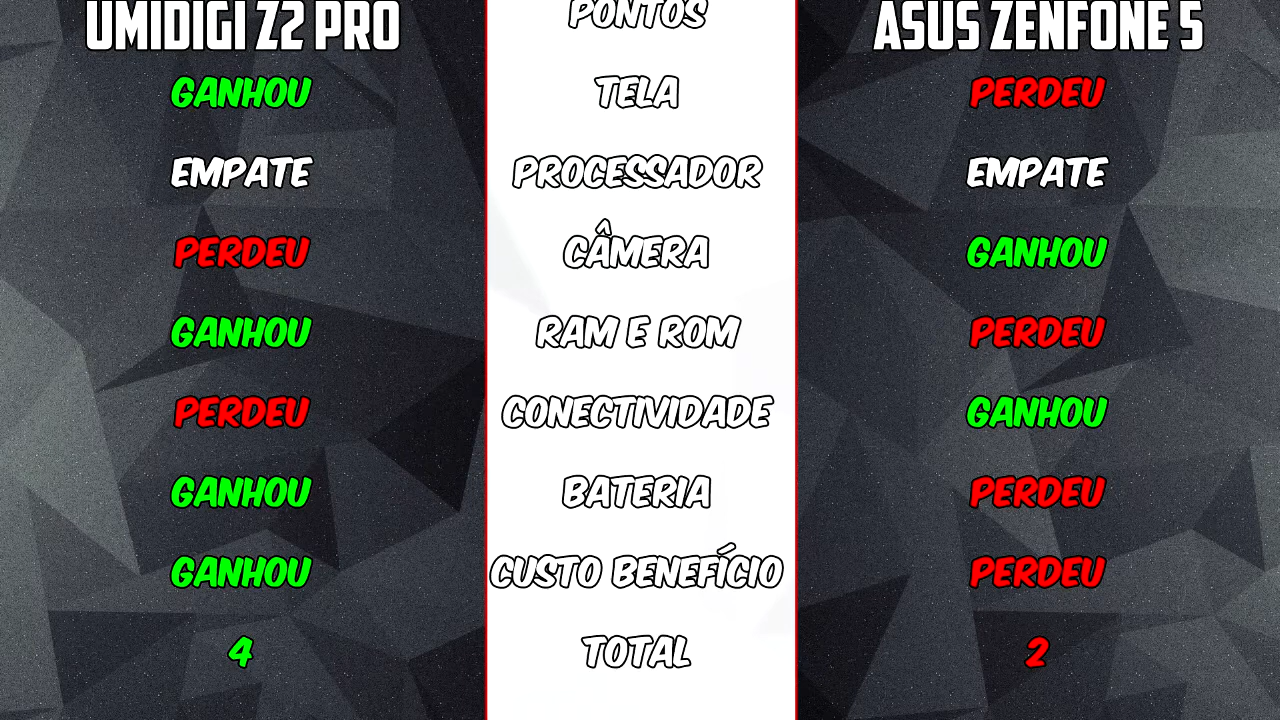 UMIDIGI Z2 PRO PONTOS ASUS ZENFONE 5
GANHOU TELA PERDEU
EMPATE PROCESSADOR EMPATE
PERDEU CÂMERA GANHOU
GANHOU RAM E ROM PERDEU
PERDEU CONECTIVIDADE GANHOU
GANHOU BATERIA PERDEU
GANHOU CUSTO BENEFÍCIO PERDEU
4 TOTAL 2